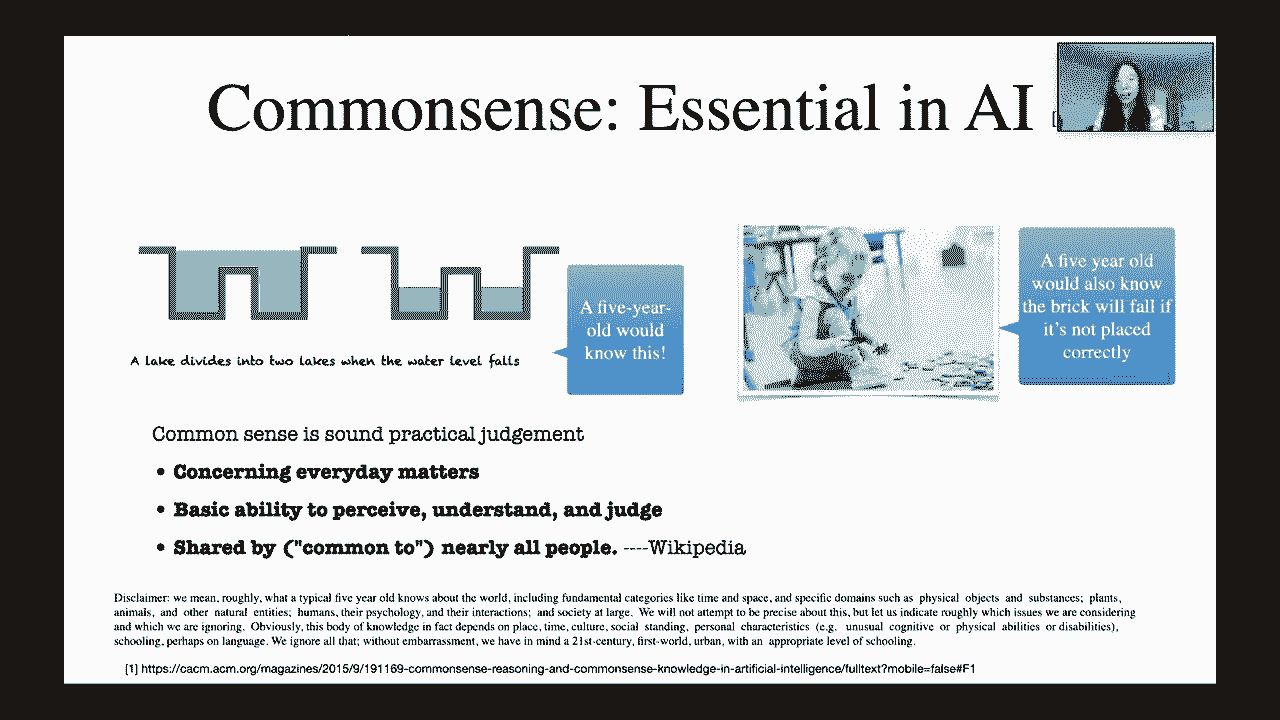 Commonsense: Essential in AI
A lake divides into two lakes when the water level falls
A five-year-
old would
know this!
A five year old
would also know
the brick will fall if
it's not placed
correctly
Common sense is sound practical judgement
• Concerning everyday matters
• Basic ability to perceive, understand, and judge
• Shared by ("common to") nearly all people. ----Wikipedia
Disclaimer: we mean, roughly, what a typical five year old knows about the world, including fundamental categories like time and space, and specific domains such as physical objects and substances; plants,
animals, and other natural entities; humans, their psychology, and their interactions; and society at large. We will not attempt to be precise about this, but let us indicate roughly which issues we are considering
and which we are ignoring. Obviously, this body of knowledge in fact depends on place, time, culture, social standing, personal characteristics (e.g. unusual cognitive or physical abilities or disabilities),
schooling, perhaps on language. We ignore all that; without embarrassment, we have in mind a 21st-century, first-world, urban, with an appropriate level of schooling.
[1] https://cacm.acm.org/magazines/2015/9/191169-commonsense-reasoning-and-commonsense-knowledge-in-artificial-intelligence/fulltext?mobile=false#F1